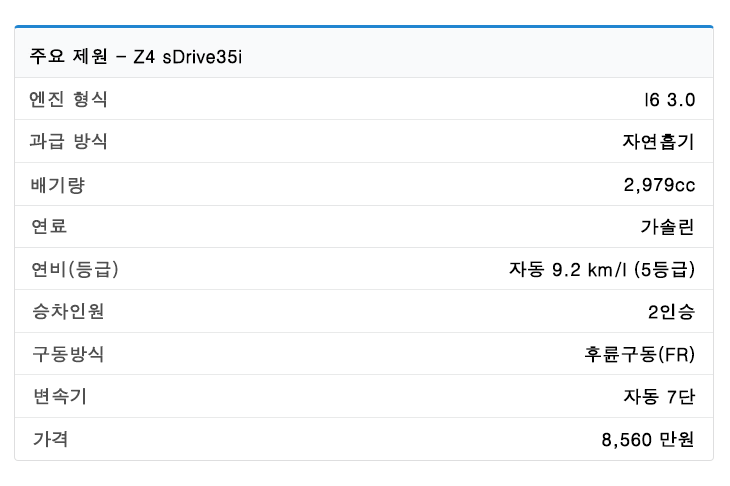 주요 제원 – Z4 sDrive35i
엔진 형식 I6 3.0
과급 방식 자연흡기
배기량 2,979cc
연료 가솔린
연비(등급) 자동 9.2 km/l (5등급)
승차인원 2인승
구동방식 후륜구동(FR)
변속기 자동 7단
가격 8,560 만원